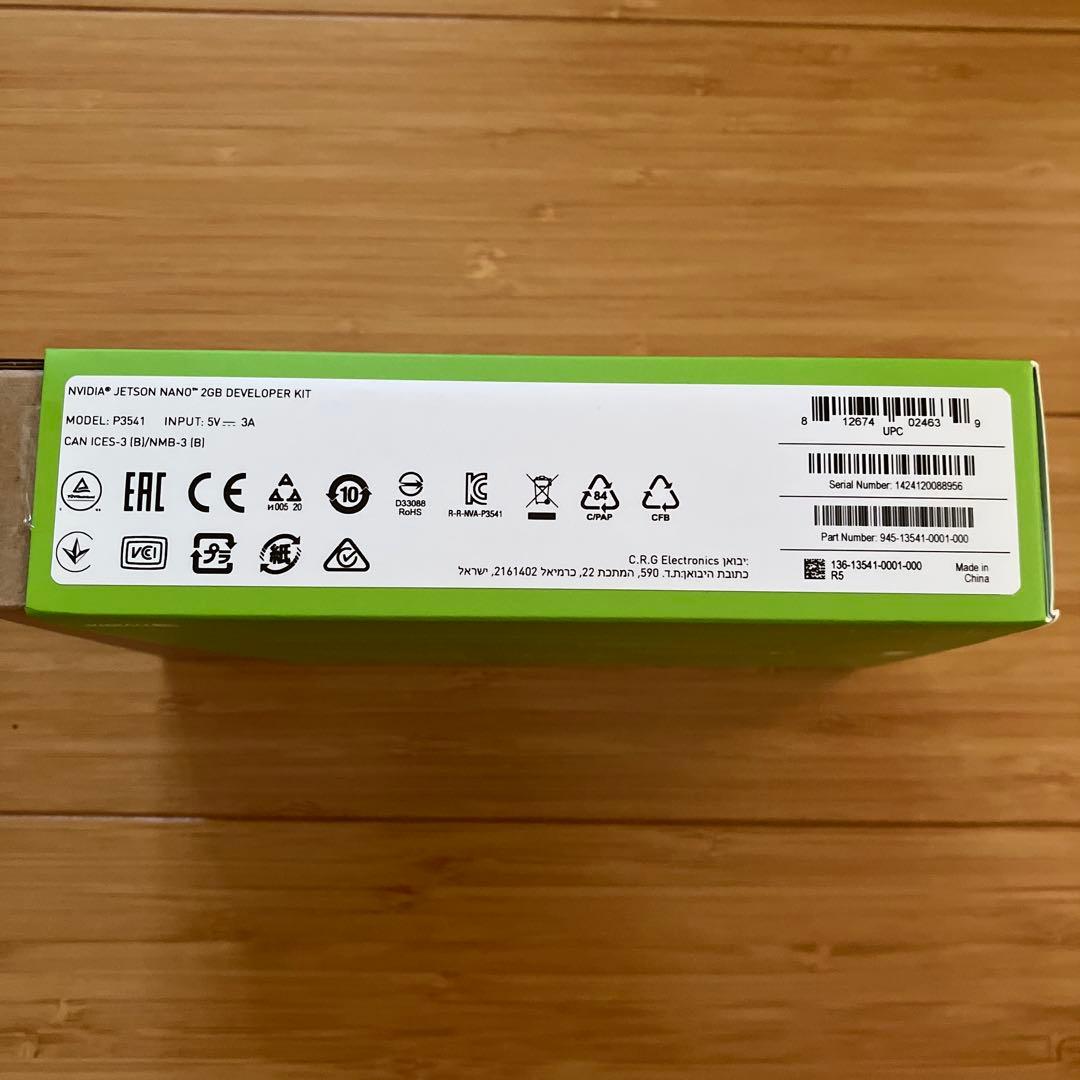 NVIDIA® JETSON NANO™ 2GB DEVELOPER KIT
MODEL: P3541 INPUT: 5V⎓ 3A
CAN ICES-3 (B)/NMB-3 (B)
EAC CE
И005 20
10
D33088
RoHS
R-R-NVA-P3541
84
C/PAP
CFB
VCI
プラ
紙
יבואן: C.R.G Electronics
כתובת היבואן:ת.ד. 590, המתכת 22, כרמיאל 2161402, ישראל
8 12674 02463 9
UPC
Serial Number: 1424120088956
Part Number: 945-13541-0001-000
136-13541-0001-000
R5
Made in
China